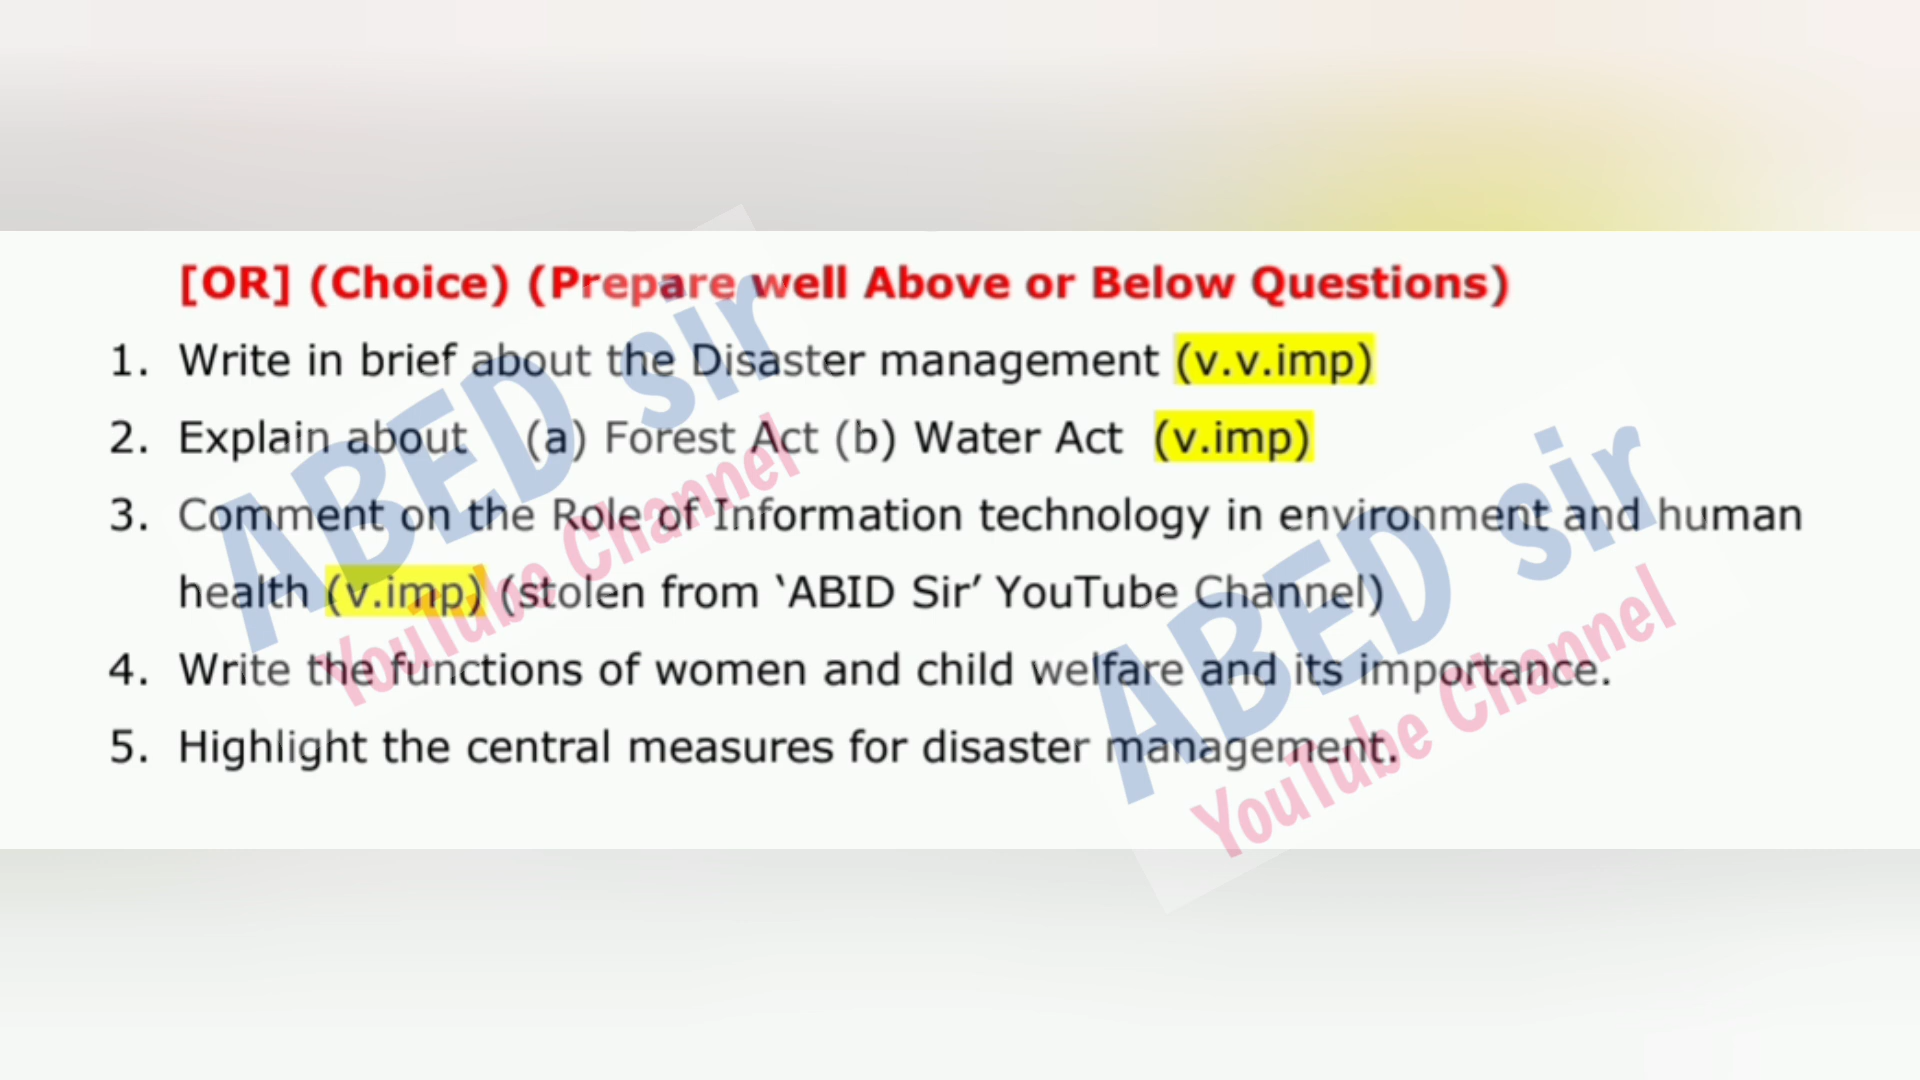 [OR] (Choice) (Prepare well Above or Below Questions)
1. Write in brief about the Disaster management (v.v.imp)
2. Explain about (a) Forest Act (b) Water Act (v.imp)
3. Comment on the Role of Information technology in environment and human
health (v.imp) (stolen from ‘ABID Sir’ YouTube Channel)
4. Write the functions of women and child welfare and its importance.
5. Highlight the central measures for disaster management.
ABED sir
YouTube Channel
ABED sir
YouTube Channel